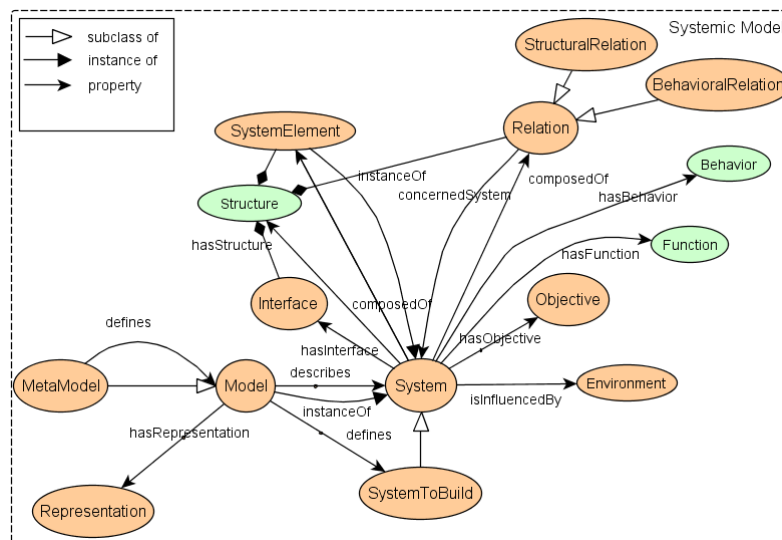 Systemic Model
subclass of
instance of
property
StructuralRelation
BehavioralRelation
SystemElement
Relation
instanceOf
composedOf
concernedSystem
Behavior
hasBehavior
Structure
hasStructure
Function
hasFunction
Interface
composedOf
Objective
hasObjective
defines
hasInterface
describes
MetaModel
Model
System
Environment
isInfluencedBy
instanceOf
hasRepresentation
defines
SystemToBuild
Representation